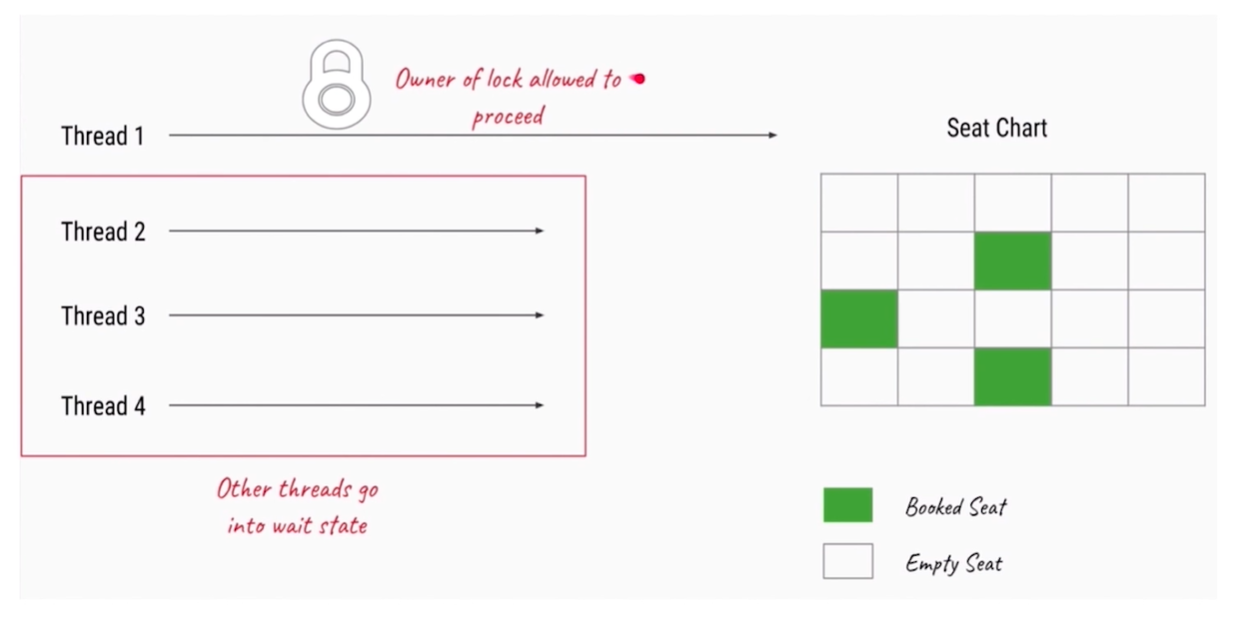 Owner of lock allowed to
proceed
Thread 1
Seat Chart
Thread 2
Thread 3
Thread 4
Other threads go
into wait state
Booked Seat
Empty Seat